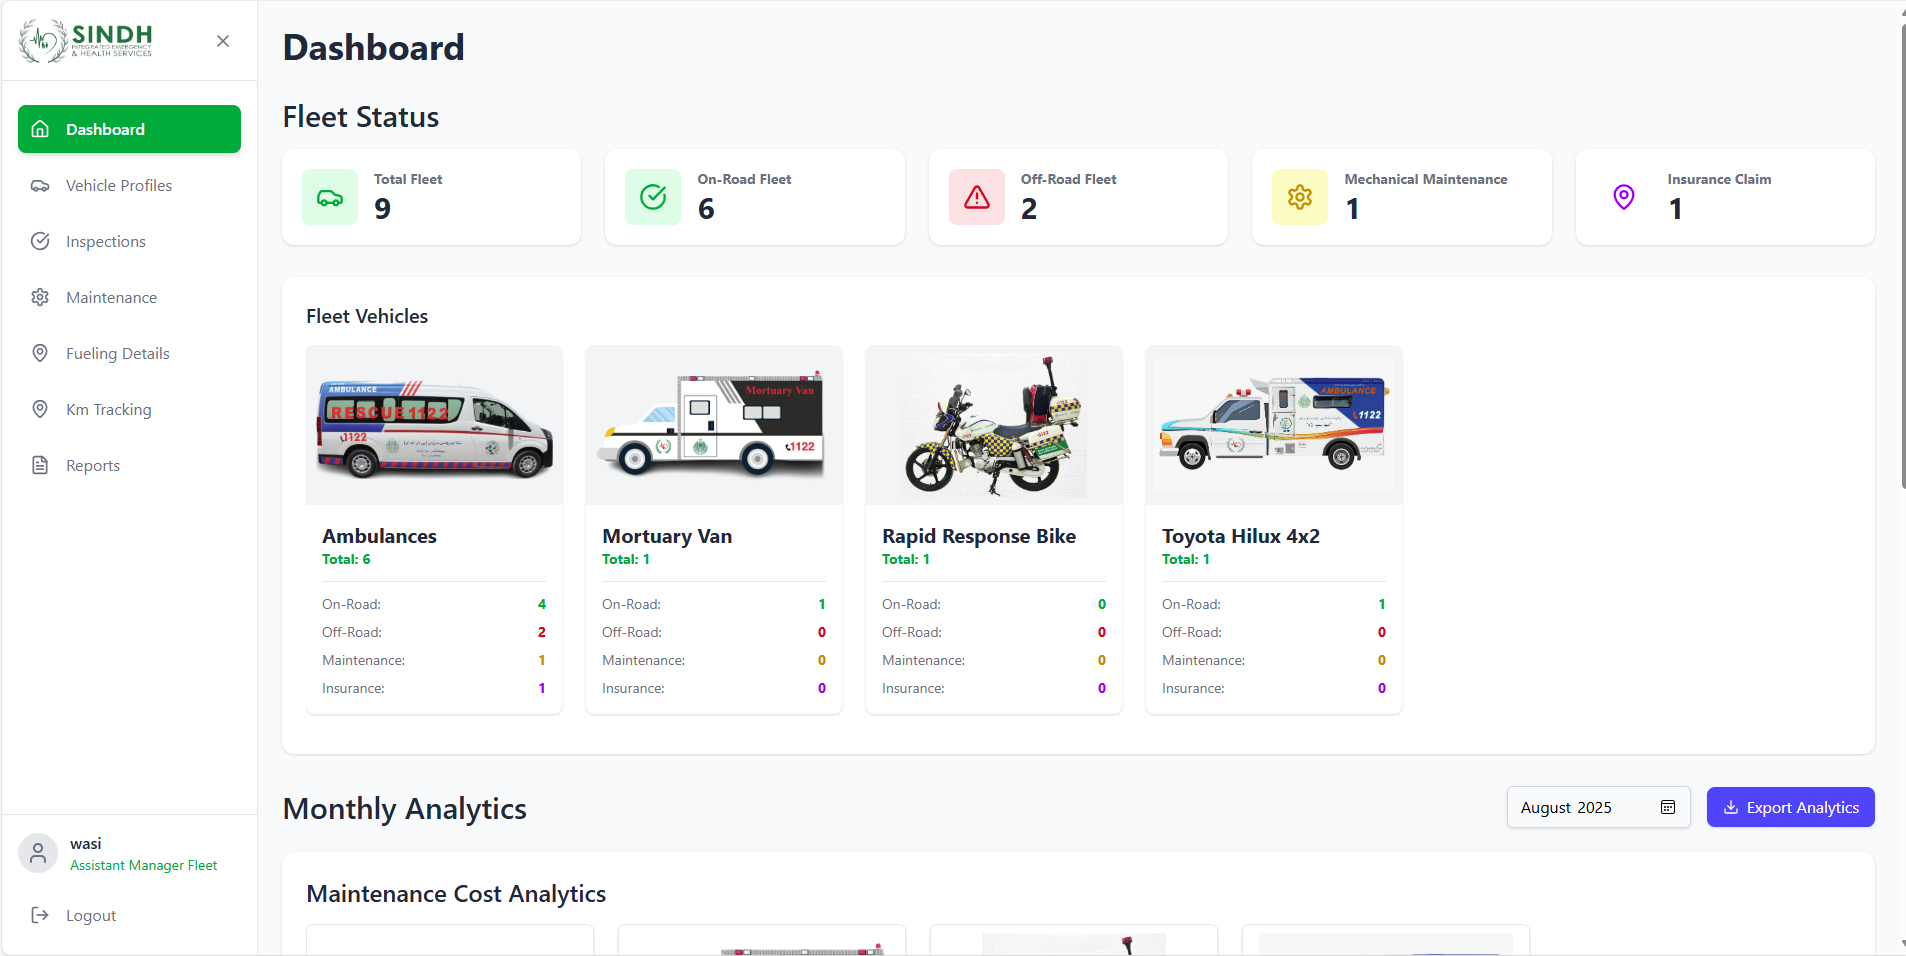 SINDH
INTEGRATED EMERGENCY
& HEALTH SERVICES
Dashboard
Vehicle Profiles
Inspections
Maintenance
Fueling Details
Km Tracking
Reports
wasi
Assistant Manager Fleet
Logout
Dashboard
Fleet Status
Total Fleet
9
On-Road Fleet
6
Off-Road Fleet
2
Mechanical Maintenance
1
Insurance Claim
1
Fleet Vehicles
AMBULANCE
RESCUE 1122
1122
Ambulances
Total: 6
On-Road: 4
Off-Road: 2
Maintenance: 1
Insurance: 1
Mortuary Van
1122
Mortuary Van
Total: 1
On-Road: 1
Off-Road: 0
Maintenance: 0
Insurance: 0
Rapid Response Bike
Total: 1
On-Road: 0
Off-Road: 0
Maintenance: 0
Insurance: 0
AMBULANCE
1122
Toyota Hilux 4x2
Total: 1
On-Road: 1
Off-Road: 0
Maintenance: 0
Insurance: 0
Monthly Analytics
August 2025
Export Analytics
Maintenance Cost Analytics